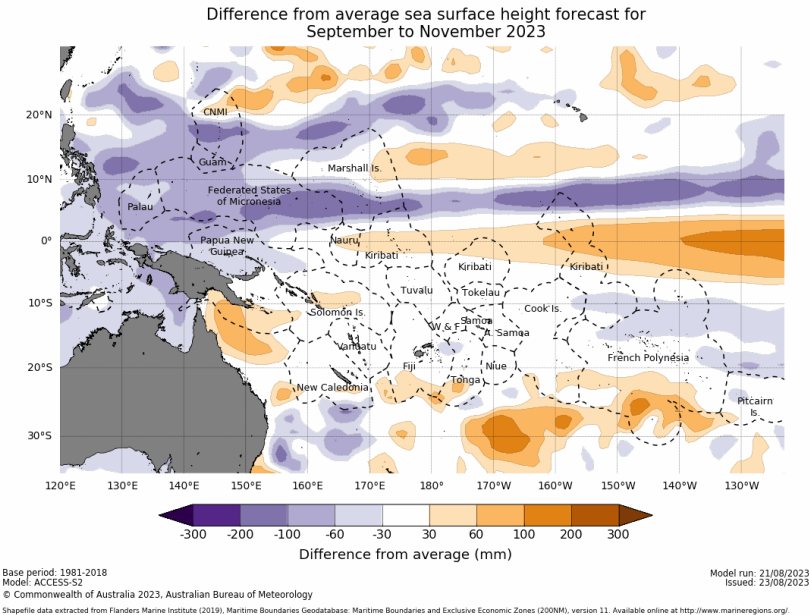 Difference from average sea surface height forecast for
September to November 2023
20°N
10°N
0°
10°S
20°S
30°S
CNMI
Guam
Marshall Is.
Federated States
of Micronesia
Palau
Papua New
Guinea
Nauru
Kiribati
Kiribati
Kiribati
Tuvalu
Tokelau
Solomon Is.
Cook Is.
Samoa
W & F
A. Samoa
Vanuatu
French Polynesia
Fiji
Niue
Tonga
New Caledonia
Pitcairn
Is.
120°E 130°E 140°E 150°E 160°E 170°E 180° 170°W 160°W 150°W 140°W 130°W
-300 -200 -100 -60 -30 30 60 100 200 300
Difference from average (mm)
Base period: 1981-2018
Model: ACCESS-S2
© Commonwealth of Australia 2023, Australian Bureau of Meteorology
Model run: 21/08/2023
Issued: 23/08/2023
Shapefile data extracted from Flanders Marine Institute (2019), Maritime Boundaries Geodatabase: Maritime Boundaries and Exclusive Economic Zones (200NM), version 11. Available online at http://www.marineregions.org/.